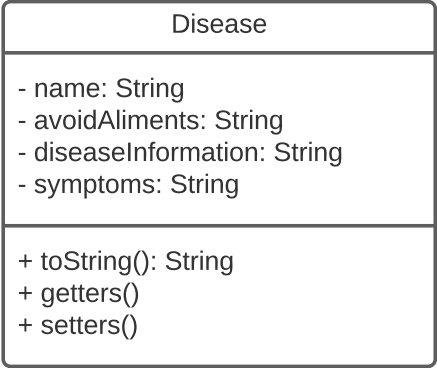 Disease
- name: String
- avoidAliments: String
- diseaseInformation: String
- symptoms: String
+ toString(): String
+ getters()
+ setters()